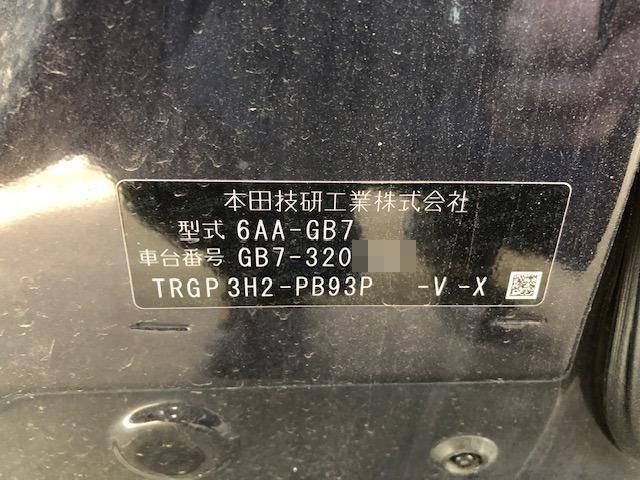 本田技研工業株式会社
型式 6AA-GB7
車台番号 GB7-320
TRGP 3H2-PB93P -V -X